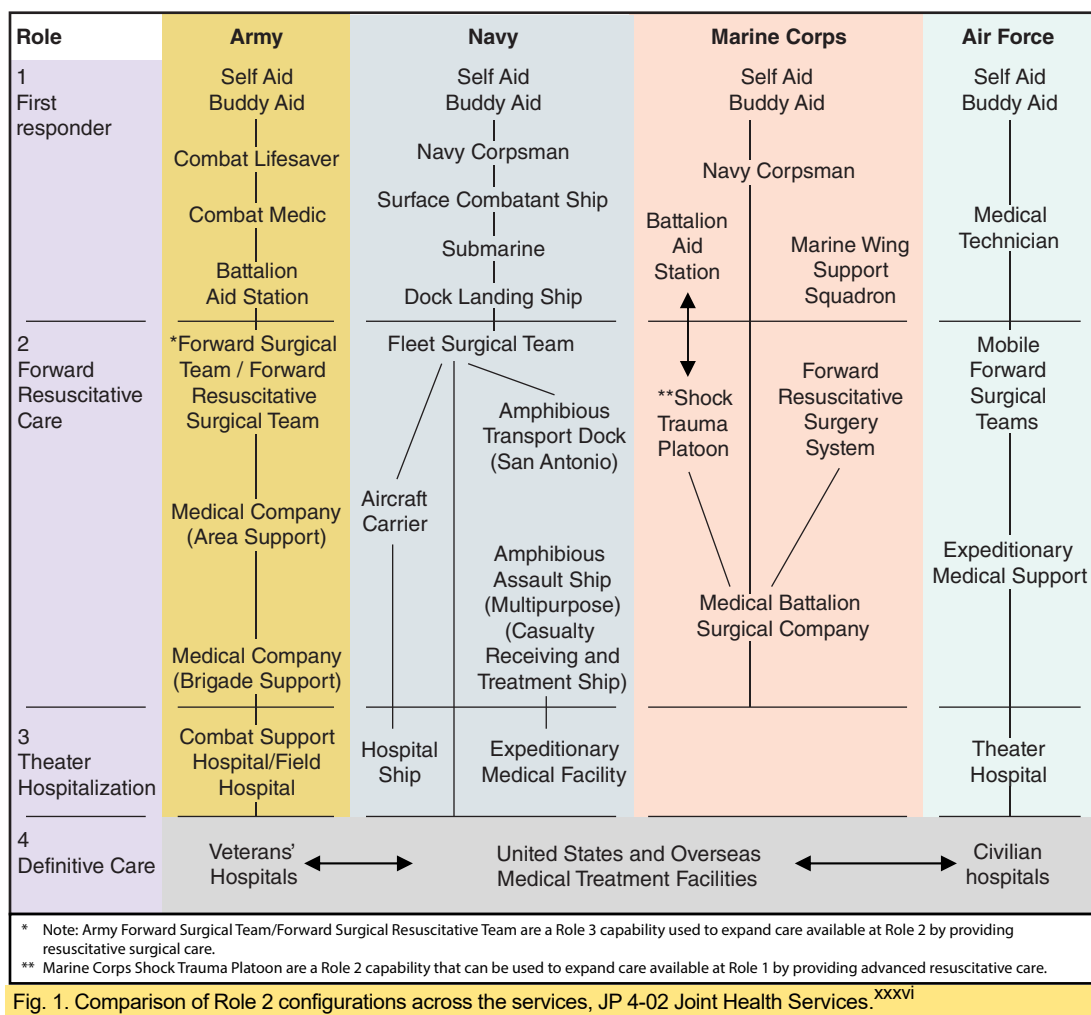 Role
Army
Navy
Marine Corps
Air Force
1
First
responder
Self Aid
Buddy Aid
Combat Lifesaver
Combat Medic
Battalion
Aid Station
Self Aid
Buddy Aid
Navy Corpsman
Surface Combatant Ship
Submarine
Dock Landing Ship
Self Aid
Buddy Aid
Navy Corpsman
Battalion
Aid
Station
Marine Wing
Support
Squadron
Self Aid
Buddy Aid
Medical
Technician
2
Forward
Resuscitative
Care
*Forward Surgical
Team / Forward
Resuscitative
Surgical Team
Medical Company
(Area Support)
Medical Company
(Brigade Support)
Fleet Surgical Team
Amphibious
Transport Dock
(San Antonio)
Aircraft
Carrier
Amphibious
Assault Ship
(Multipurpose)
(Casualty
Receiving and
Treatment Ship)
**Shock
Trauma
Platoon
Forward
Resuscitative
Surgery
System
Medical Battalion
Surgical Company
Mobile
Forward
Surgical
Teams
Expeditionary
Medical Support
3
Theater
Hospitalization
Combat Support
Hospital/Field
Hospital
Hospital
Ship
Expeditionary
Medical Facility
Theater
Hospital
4
Definitive Care
Veterans'
Hospitals
United States and Overseas
Medical Treatment Facilities
Civilian
hospitals
* Note: Army Forward Surgical Team/Forward Surgical Resuscitative Team are a Role 3 capability used to expand care available at Role 2 by providing
resuscitative surgical care.
** Marine Corps Shock Trauma Platoon are a Role 2 capability that can be used to expand care available at Role 1 by providing advanced resuscitative care.
Fig. 1. Comparison of Role 2 configurations across the services, JP 4-02 Joint Health Services.xxxvi